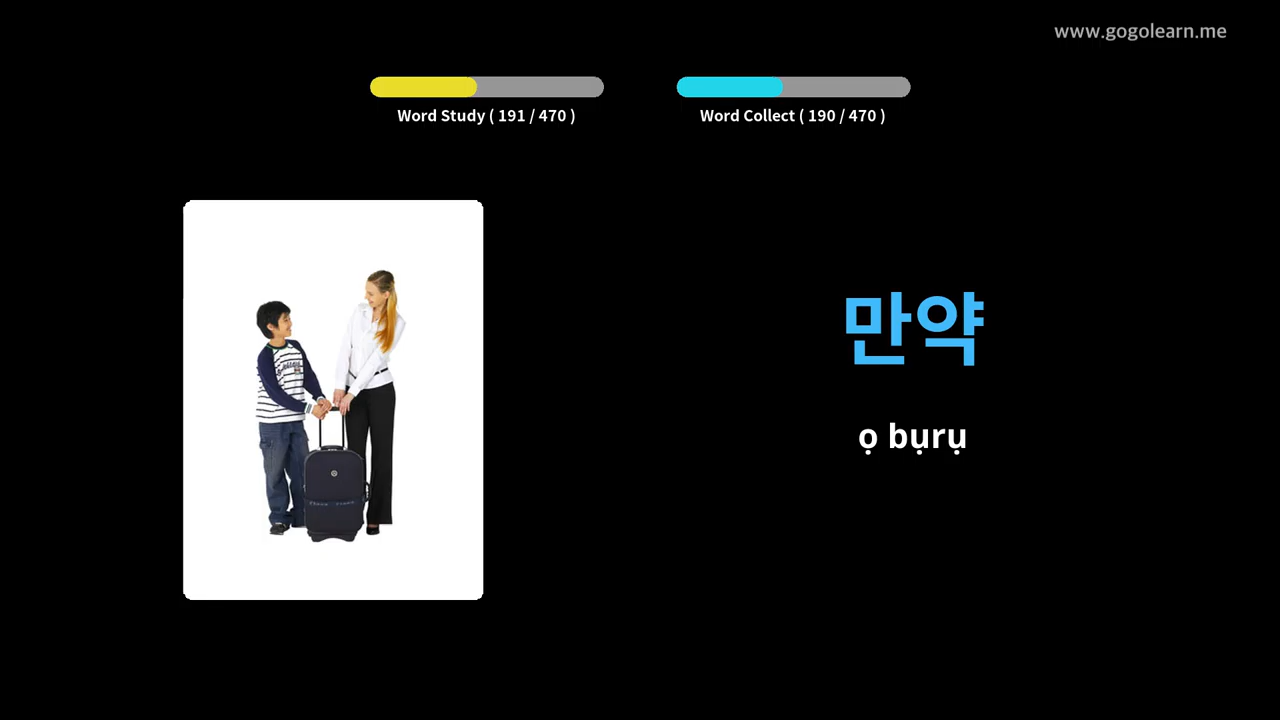 www.gogolearn.me
Word Study ( 191 / 470 )
Word Collect ( 190 / 470 )
만약
ọ bụrụ